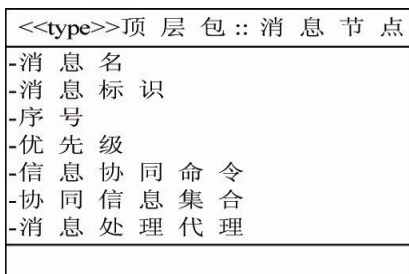 <<type>>顶层包::消息节点
-消息名
-消息标识
-序号
-优先级
-信息协同命令
-协同信息集合
-消息处理代理